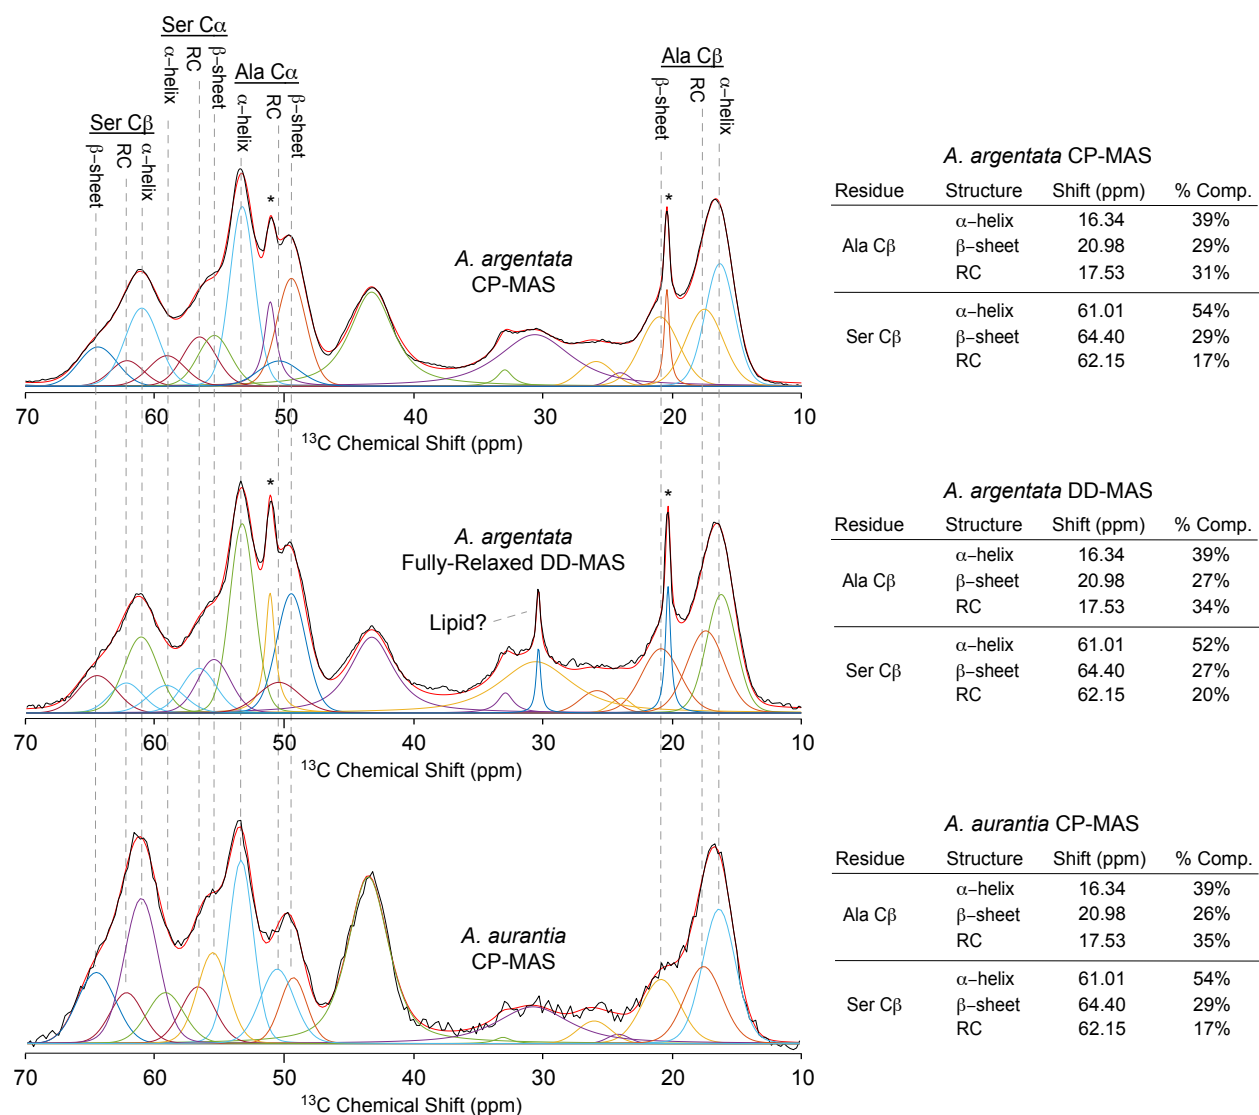 Ser Cα
Ser Cβ
Ala Cα
Ala Cβ
β−sheet
RC
α−helix
α−helix
RC
β−sheet
α−helix
RC
β−sheet
β−sheet
RC
α−helix
*
*
A. argentata
CP-MAS
70 60 50 40 30 20 10
13C Chemical Shift (ppm)
A. argentata CP-MAS
Residue Structure Shift (ppm) % Comp.
α−helix 16.34 39%
Ala Cβ β−sheet 20.98 29%
RC 17.53 31%
α−helix 61.01 54%
Ser Cβ β−sheet 64.40 29%
RC 62.15 17%
*
*
A. argentata
Fully-Relaxed DD-MAS
Lipid?
70 60 50 40 30 20 10
13C Chemical Shift (ppm)
A. argentata DD-MAS
Residue Structure Shift (ppm) % Comp.
α−helix 16.34 39%
Ala Cβ β−sheet 20.98 27%
RC 17.53 34%
α−helix 61.01 52%
Ser Cβ β−sheet 64.40 27%
RC 62.15 20%
A. aurantia
CP-MAS
70 60 50 40 30 20 10
13C Chemical Shift (ppm)
A. aurantia CP-MAS
Residue Structure Shift (ppm) % Comp.
α−helix 16.34 39%
Ala Cβ β−sheet 20.98 26%
RC 17.53 35%
α−helix 61.01 54%
Ser Cβ β−sheet 64.40 29%
RC 62.15 17%